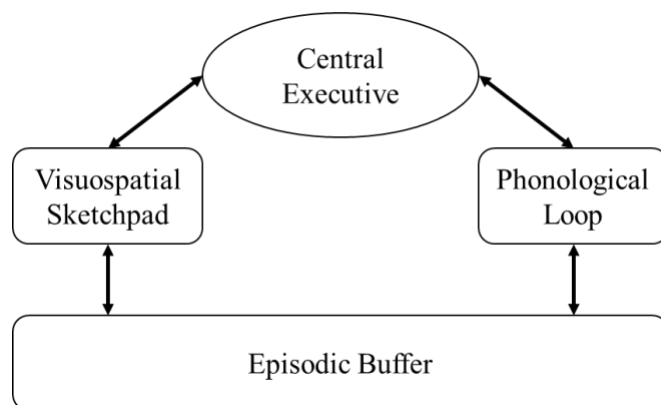 Central
Executive
Visuospatial
Sketchpad
Phonological
Loop
Episodic Buffer